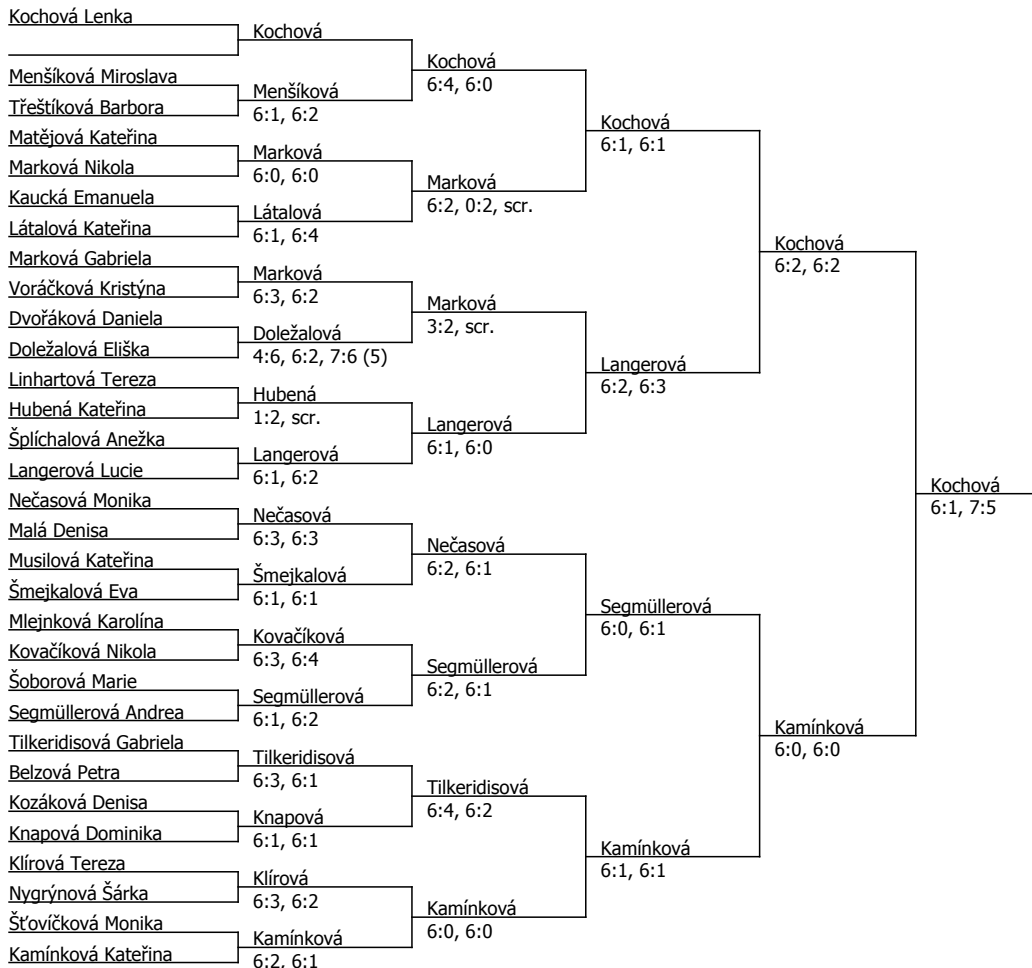 Kochová Lenka
Menšíková Miroslava
Třeštíková Barbora
Matějová Kateřina
Marková Nikola
Kaucká Emanuela
Látalová Kateřina
Marková Gabriela
Voráčková Kristýna
Dvořáková Daniela
Doležalová Eliška
Linhartová Tereza
Hubená Kateřina
Šplíchalová Anežka
Langerová Lucie
Nečasová Monika
Malá Denisa
Musilová Kateřina
Šmejkalová Eva
Mlejnková Karolína
Kovačíková Nikola
Šoborová Marie
Segmüllerová Andrea
Tilkeridisová Gabriela
Belzová Petra
Kozáková Denisa
Knapová Dominika
Klírová Tereza
Nygrýnová Šárka
Šťovíčková Monika
Kamínková Kateřina
Kochová
Menšíková
6:1, 6:2
Marková
6:0, 6:0
Látalová
6:1, 6:4
Marková
6:3, 6:2
Doležalová
4:6, 6:2, 7:6 (5)
Hubená
1:2, scr.
Langerová
6:1, 6:2
Nečasová
6:3, 6:3
Šmejkalová
6:1, 6:1
Kovačíková
6:3, 6:4
Segmüllerová
6:1, 6:2
Tilkeridisová
6:3, 6:1
Knapová
6:1, 6:1
Klírová
6:3, 6:2
Kamínková
6:2, 6:1
Kochová
6:4, 6:0
Marková
6:2, 0:2, scr.
Marková
3:2, scr.
Langerová
6:1, 6:0
Nečasová
6:2, 6:1
Segmüllerová
6:2, 6:1
Tilkeridisová
6:4, 6:2
Kamínková
6:0, 6:0
Kochová
6:1, 6:1
Langerová
6:2, 6:3
Segmüllerová
6:0, 6:1
Kamínková
6:1, 6:1
Kochová
6:2, 6:2
Kamínková
6:0, 6:0
Kochová
6:1, 7:5